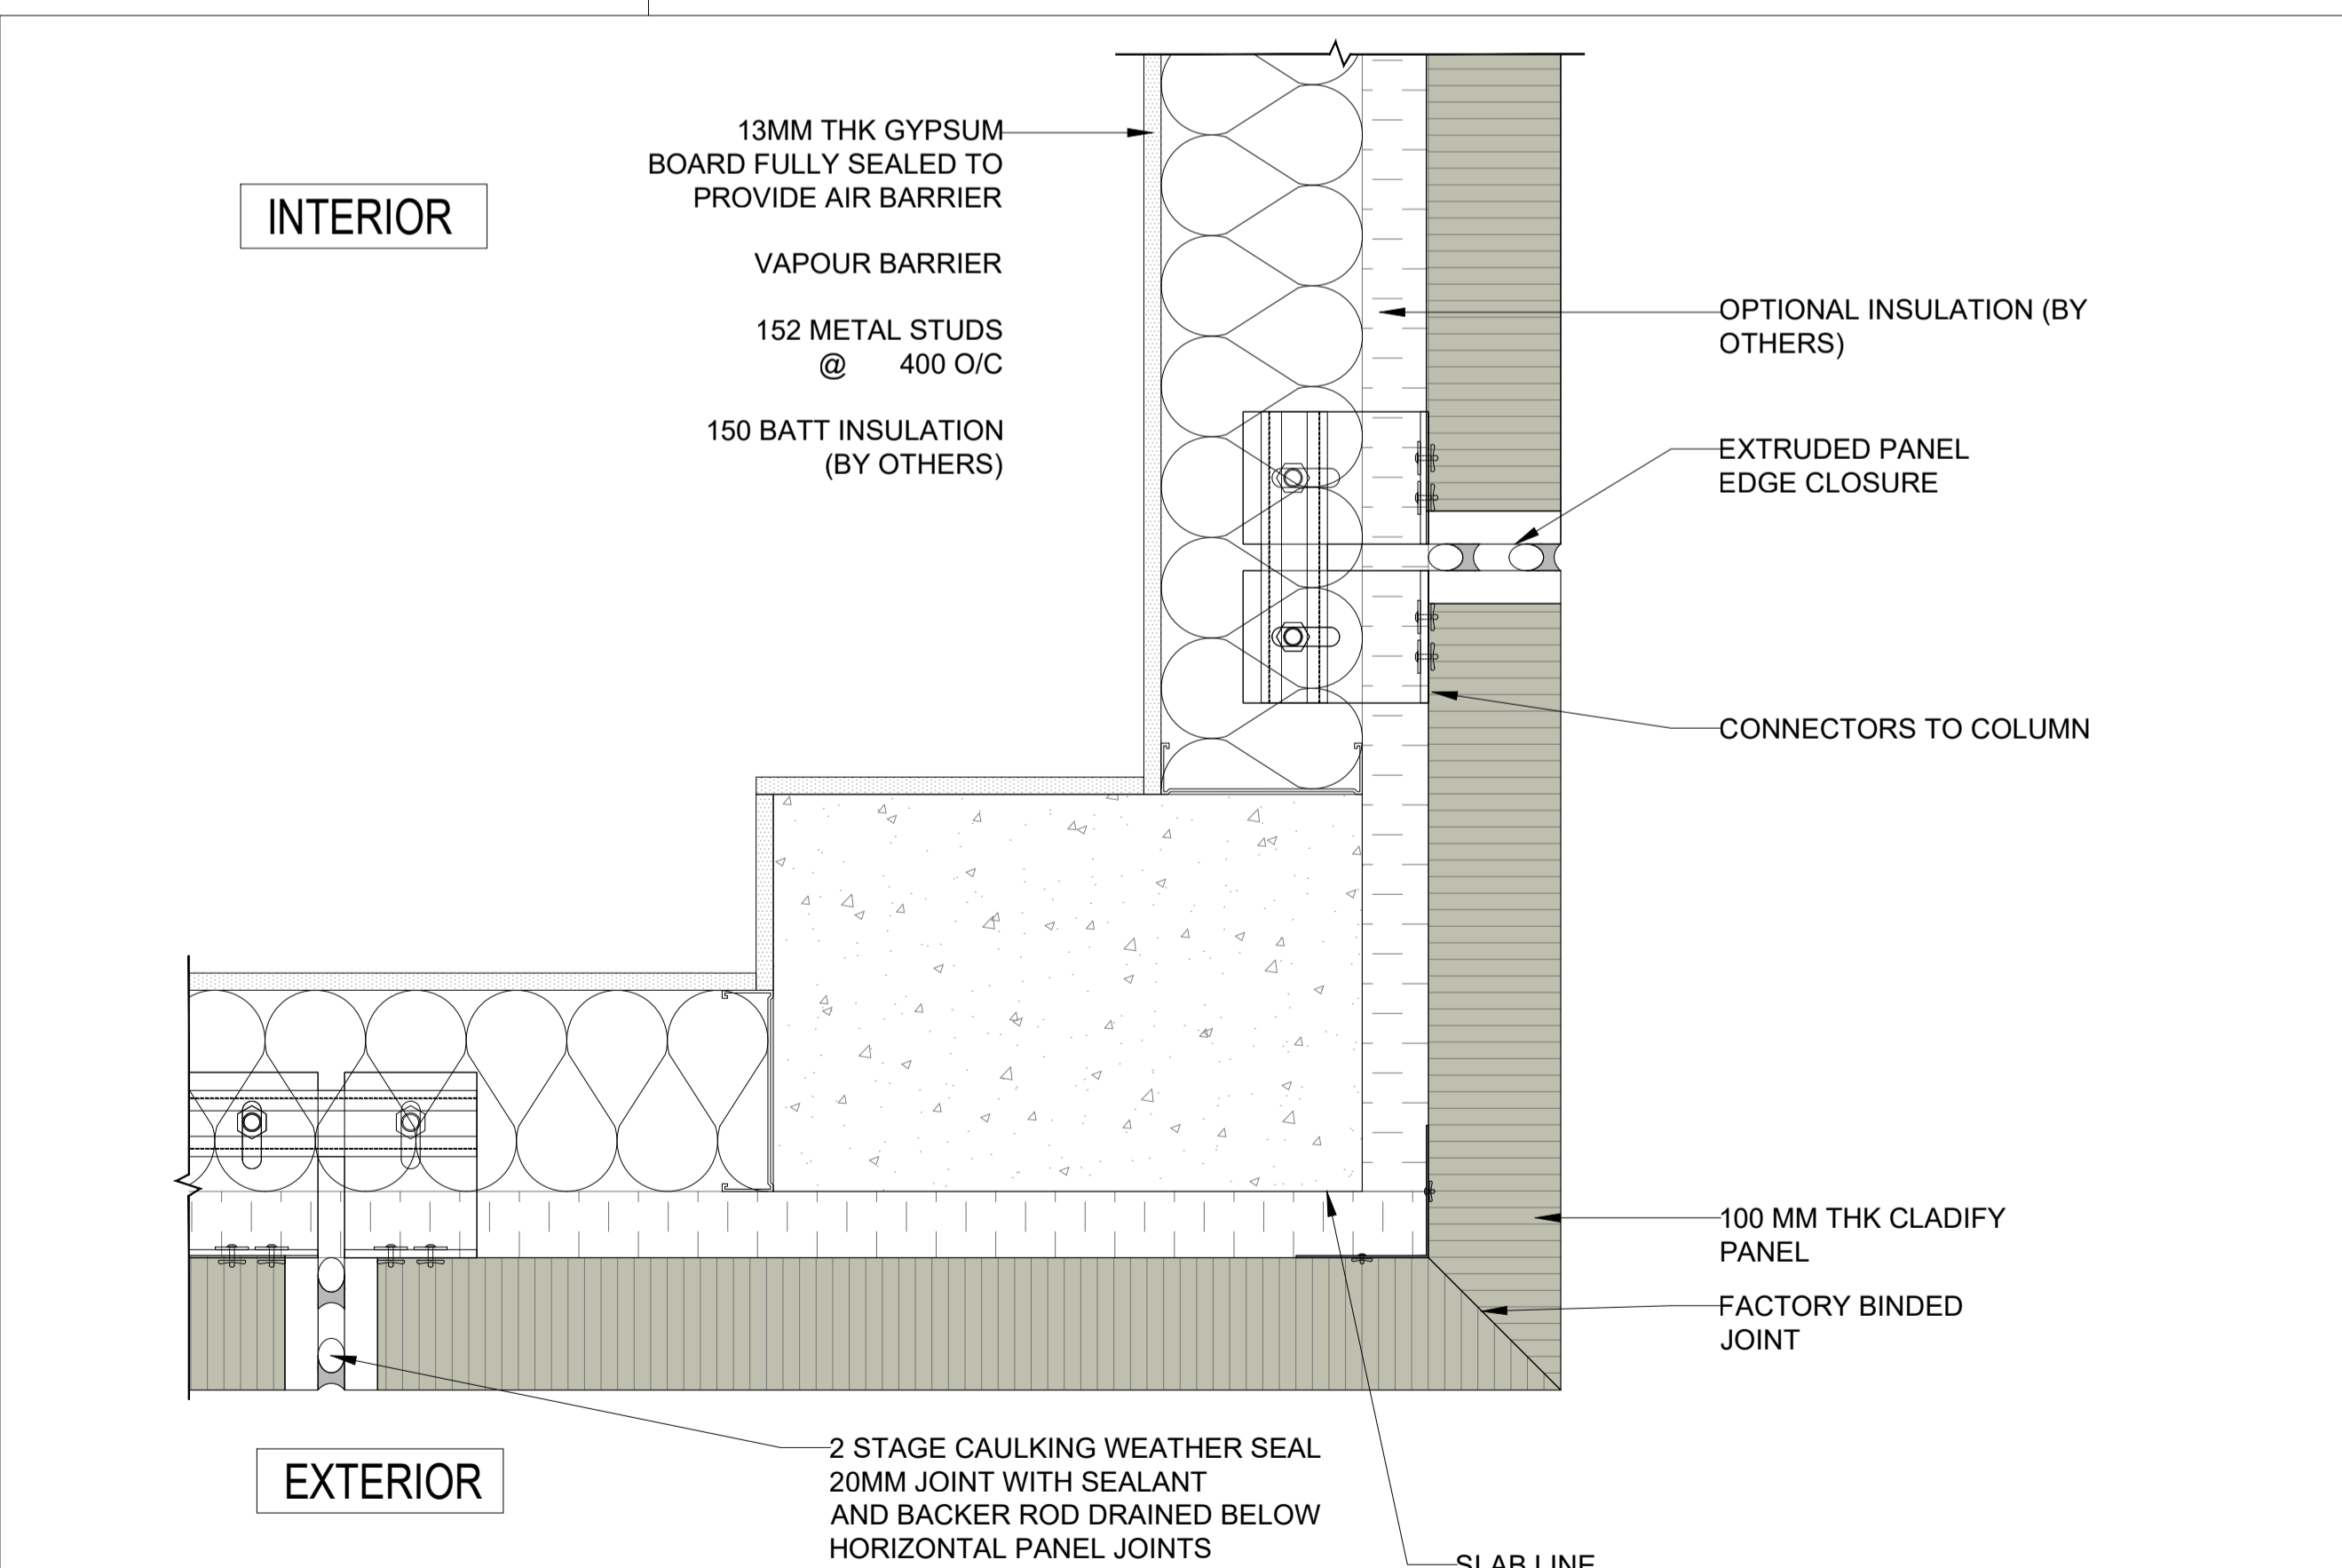 INTERIOR
13MM THK GYPSUM
BOARD FULLY SEALED TO
PROVIDE AIR BARRIER
VAPOUR BARRIER
152 METAL STUDS
@ 400 O/C
150 BATT INSULATION
(BY OTHERS)
OPTIONAL INSULATION (BY
OTHERS)
EXTRUDED PANEL
EDGE CLOSURE
CONNECTORS TO COLUMN
100 MM THK CLADIFY
PANEL
FACTORY BINDED
JOINT
EXTERIOR
2 STAGE CAULKING WEATHER SEAL
20MM JOINT WITH SEALANT
AND BACKER ROD DRAINED BELOW
HORIZONTAL PANEL JOINTS
SLAB LINE